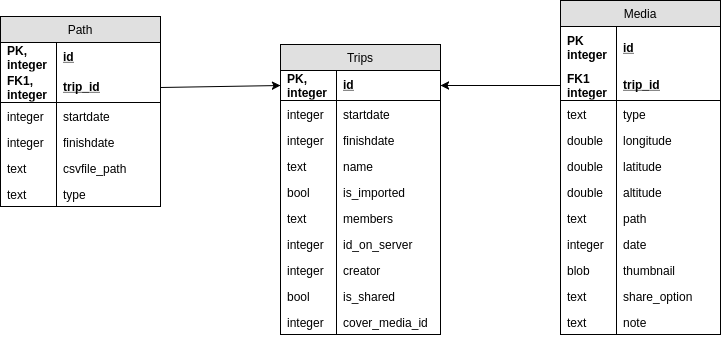 Path
PK, integer id
FK1, integer trip_id
integer startdate
integer finishdate
text csvfile_path
text type
Trips
PK, integer id
integer startdate
integer finishdate
text name
bool is_imported
text members
integer id_on_server
integer creator
bool is_shared
integer cover_media_id
Media
PK integer id
FK1 integer trip_id
text type
double longitude
double latitude
double altitude
text path
integer date
blob thumbnail
text share_option
text note